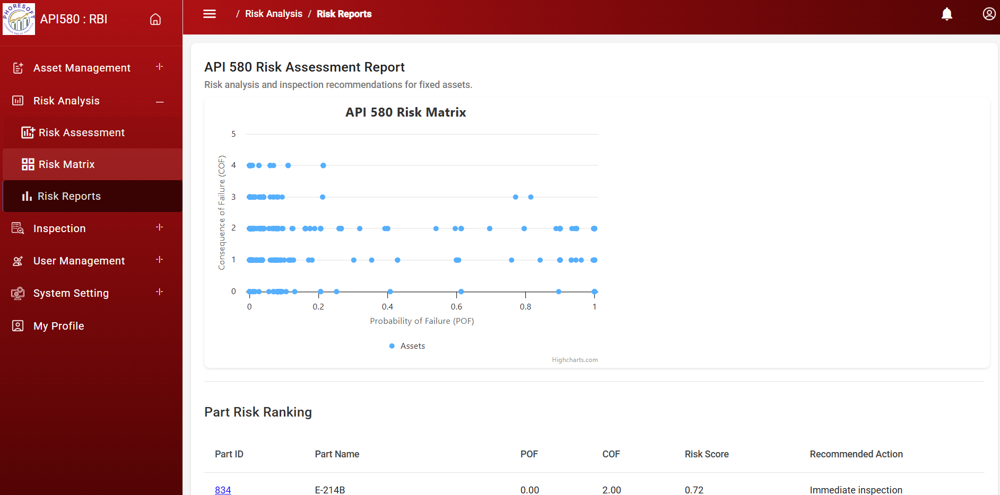 PHORESOFT
API580 : RBI
/ Risk Analysis / Risk Reports
Asset Management
Risk Analysis
Risk Assessment
Risk Matrix
Risk Reports
Inspection
User Management
System Setting
My Profile
API 580 Risk Assessment Report
Risk analysis and inspection recommendations for fixed assets.
API 580 Risk Matrix
Consequence of Failure (COF)
5
4
3
2
1
0
0 0.2 0.4 0.6 0.8 1
Probability of Failure (POF)
Assets
Highcharts.com
Part Risk Ranking
Part ID Part Name POF COF Risk Score Recommended Action
834 E-214B 0.00 2.00 0.72 Immediate inspection